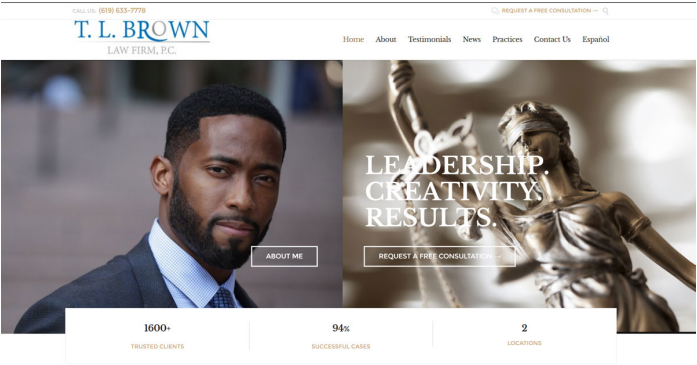 CALL US: (619) 633-7778
REQUEST A FREE CONSULTATION →
T. L. BROWN
LAW FIRM, P.C.
Home About Testimonials News Practices Contact Us Español
LEADERSHIP.
CREATIVITY.
RESULTS.
ABOUT ME
REQUEST A FREE CONSULTATION →
1600+ 94% 2
TRUSTED CLIENTS SUCCESSFUL CASES LOCATIONS